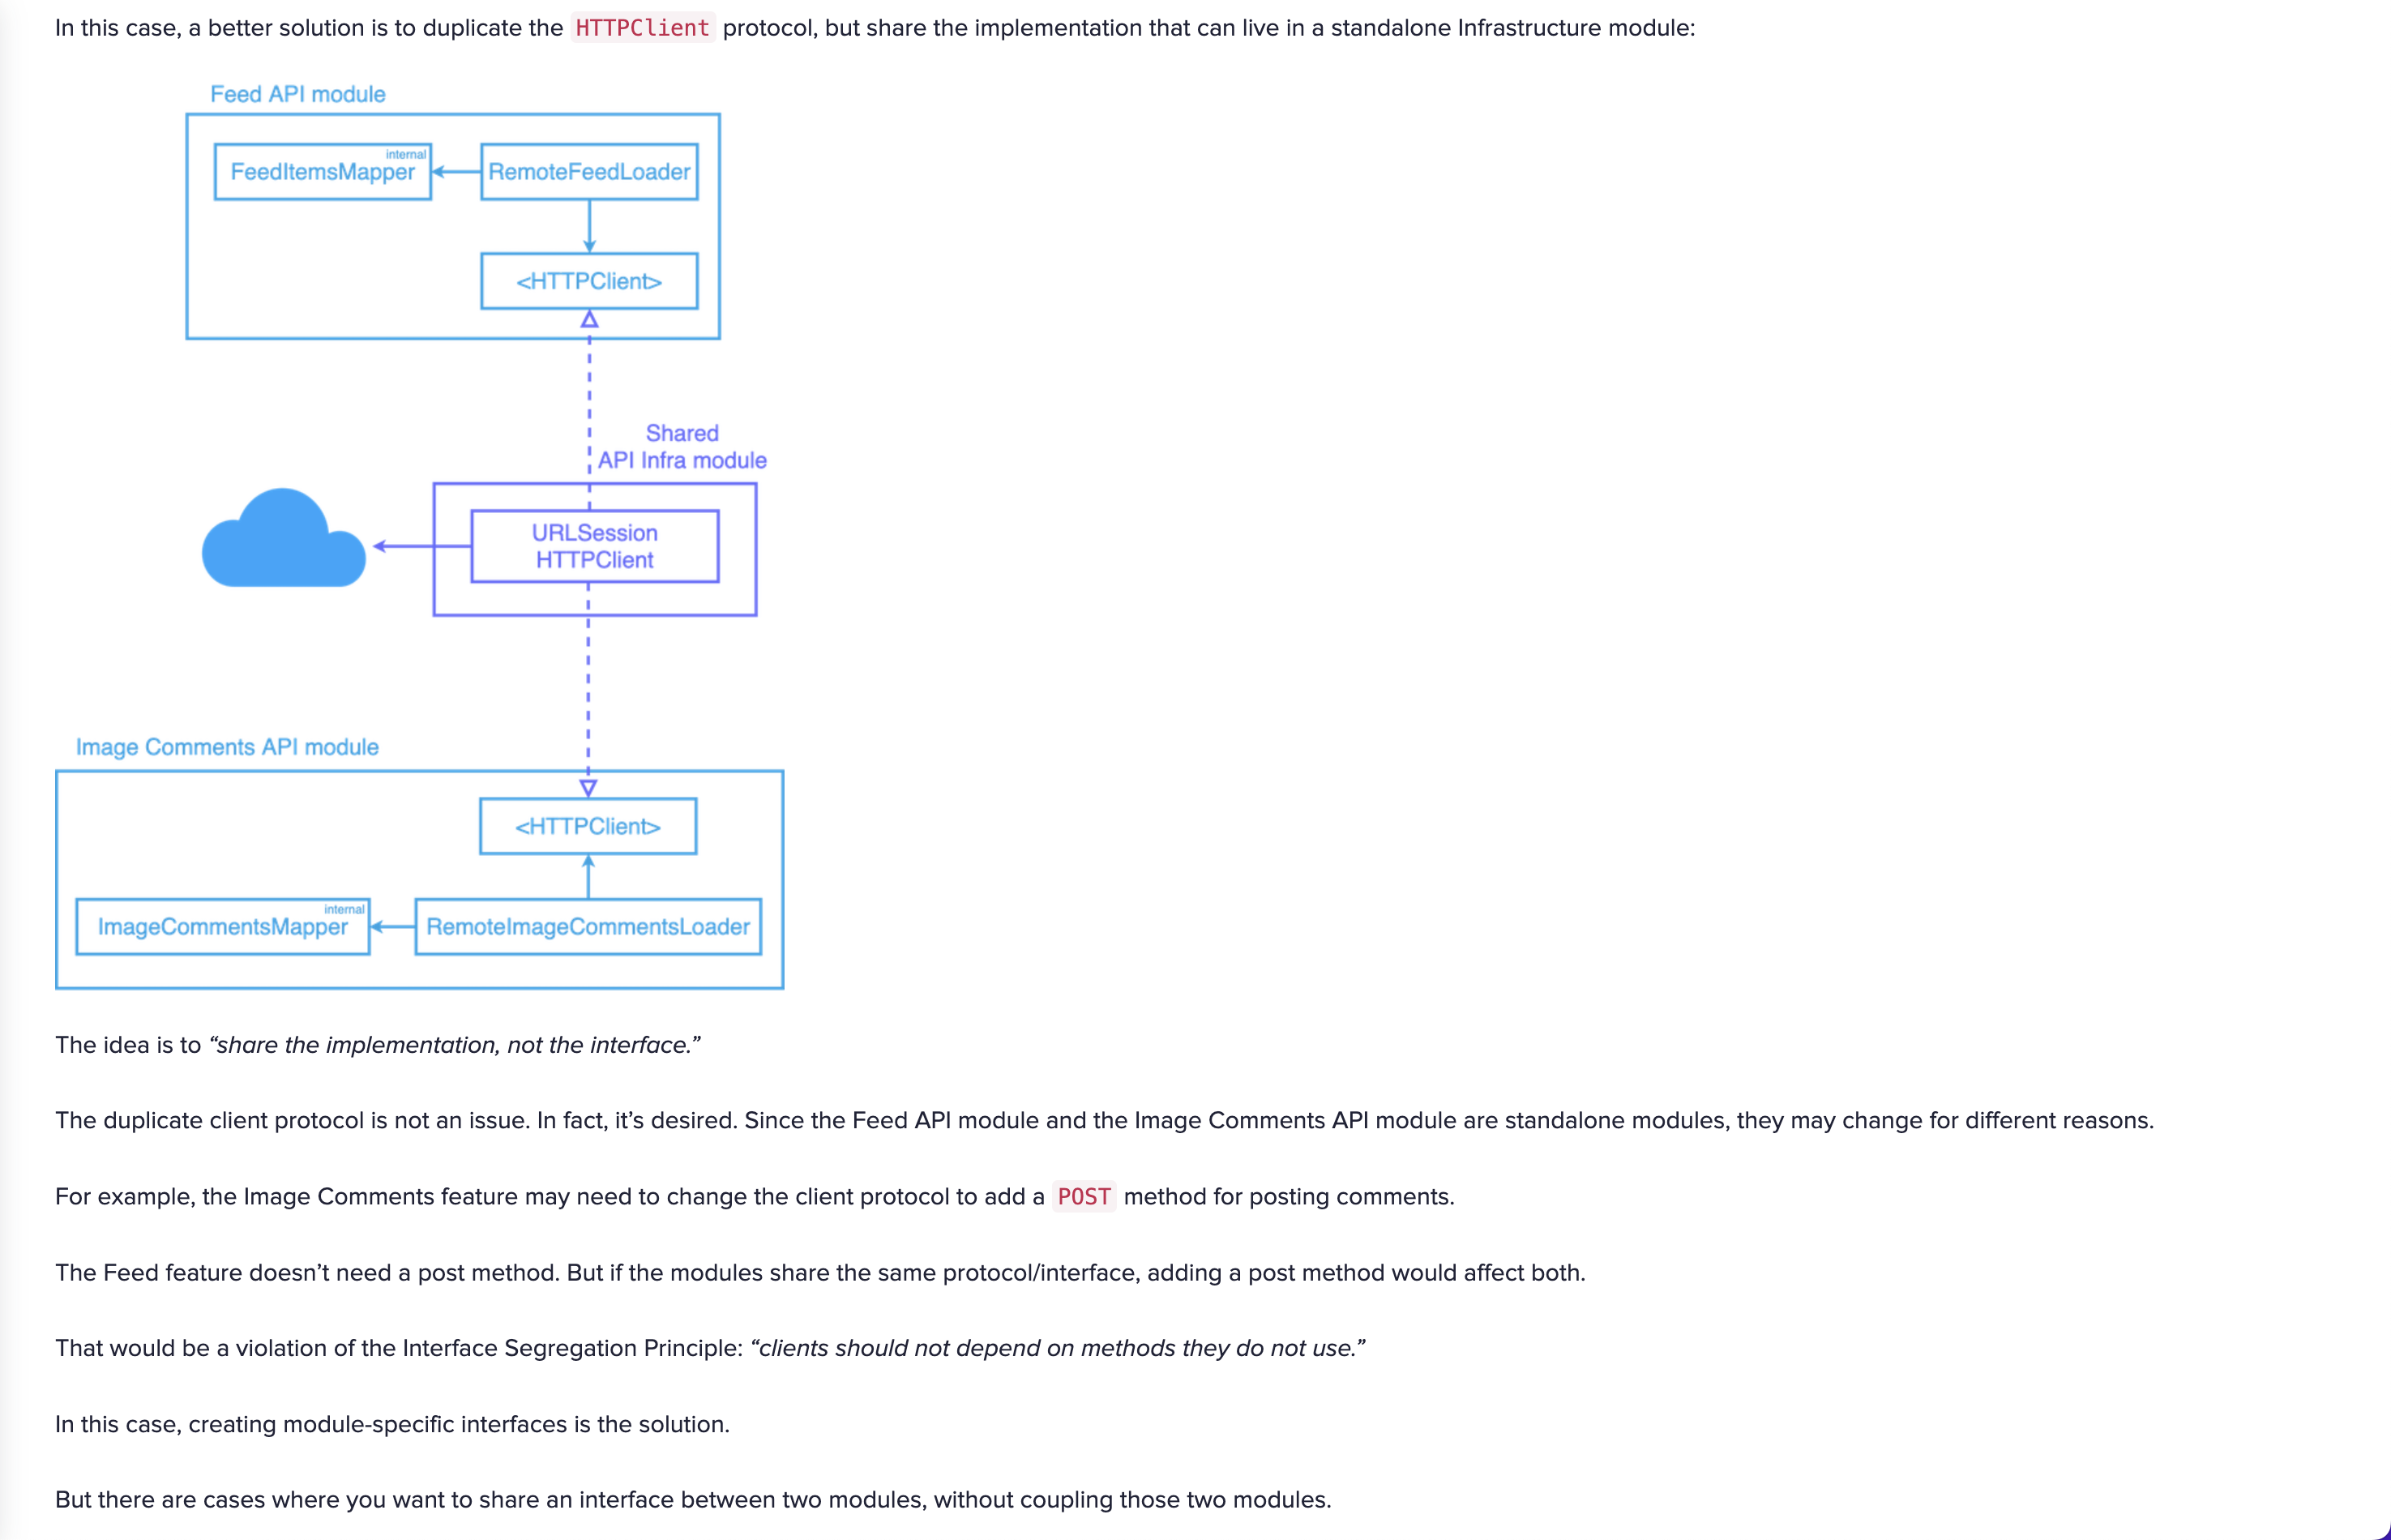 In this case, a better solution is to duplicate the HTTPClient protocol, but share the implementation that can live in a standalone Infrastructure module:
Feed API module
internal
FeedItemsMapper
RemoteFeedLoader
<HTTPClient>
Shared
API Infra module
URLSession
HTTPClient
Image Comments API module
<HTTPClient>
internal
ImageCommentsMapper
RemoteImageCommentsLoader
The idea is to “share the implementation, not the interface.”
The duplicate client protocol is not an issue. In fact, it’s desired. Since the Feed API module and the Image Comments API module are standalone modules, they may change for different reasons.
For example, the Image Comments feature may need to change the client protocol to add a POST method for posting comments.
The Feed feature doesn’t need a post method. But if the modules share the same protocol/interface, adding a post method would affect both.
That would be a violation of the Interface Segregation Principle: “clients should not depend on methods they do not use.”
In this case, creating module-specific interfaces is the solution.
But there are cases where you want to share an interface between two modules, without coupling those two modules.